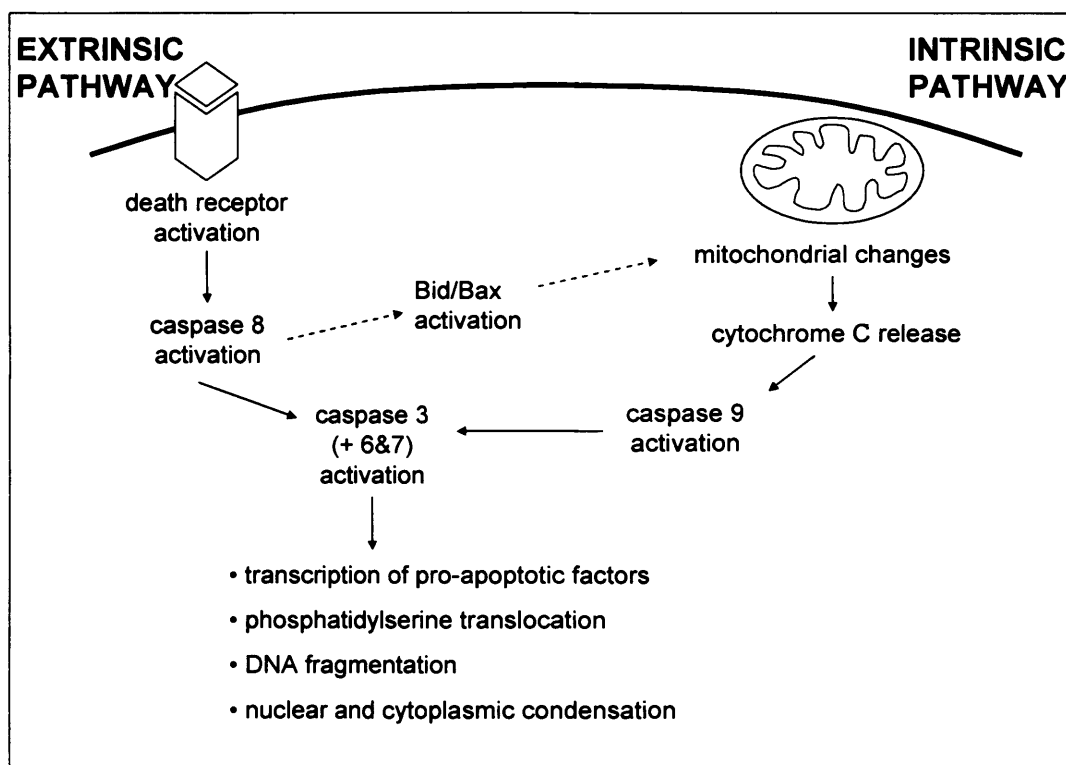 EXTRINSIC
PATHWAY
INTRINSIC
PATHWAY
death receptor
activation
mitochondrial changes
Bid/Bax
activation
caspase 8
activation
cytochrome C release
caspase 3
(+ 6&7)
activation
caspase 9
activation
• transcription of pro-apoptotic factors
• phosphatidylserine translocation
• DNA fragmentation
• nuclear and cytoplasmic condensation